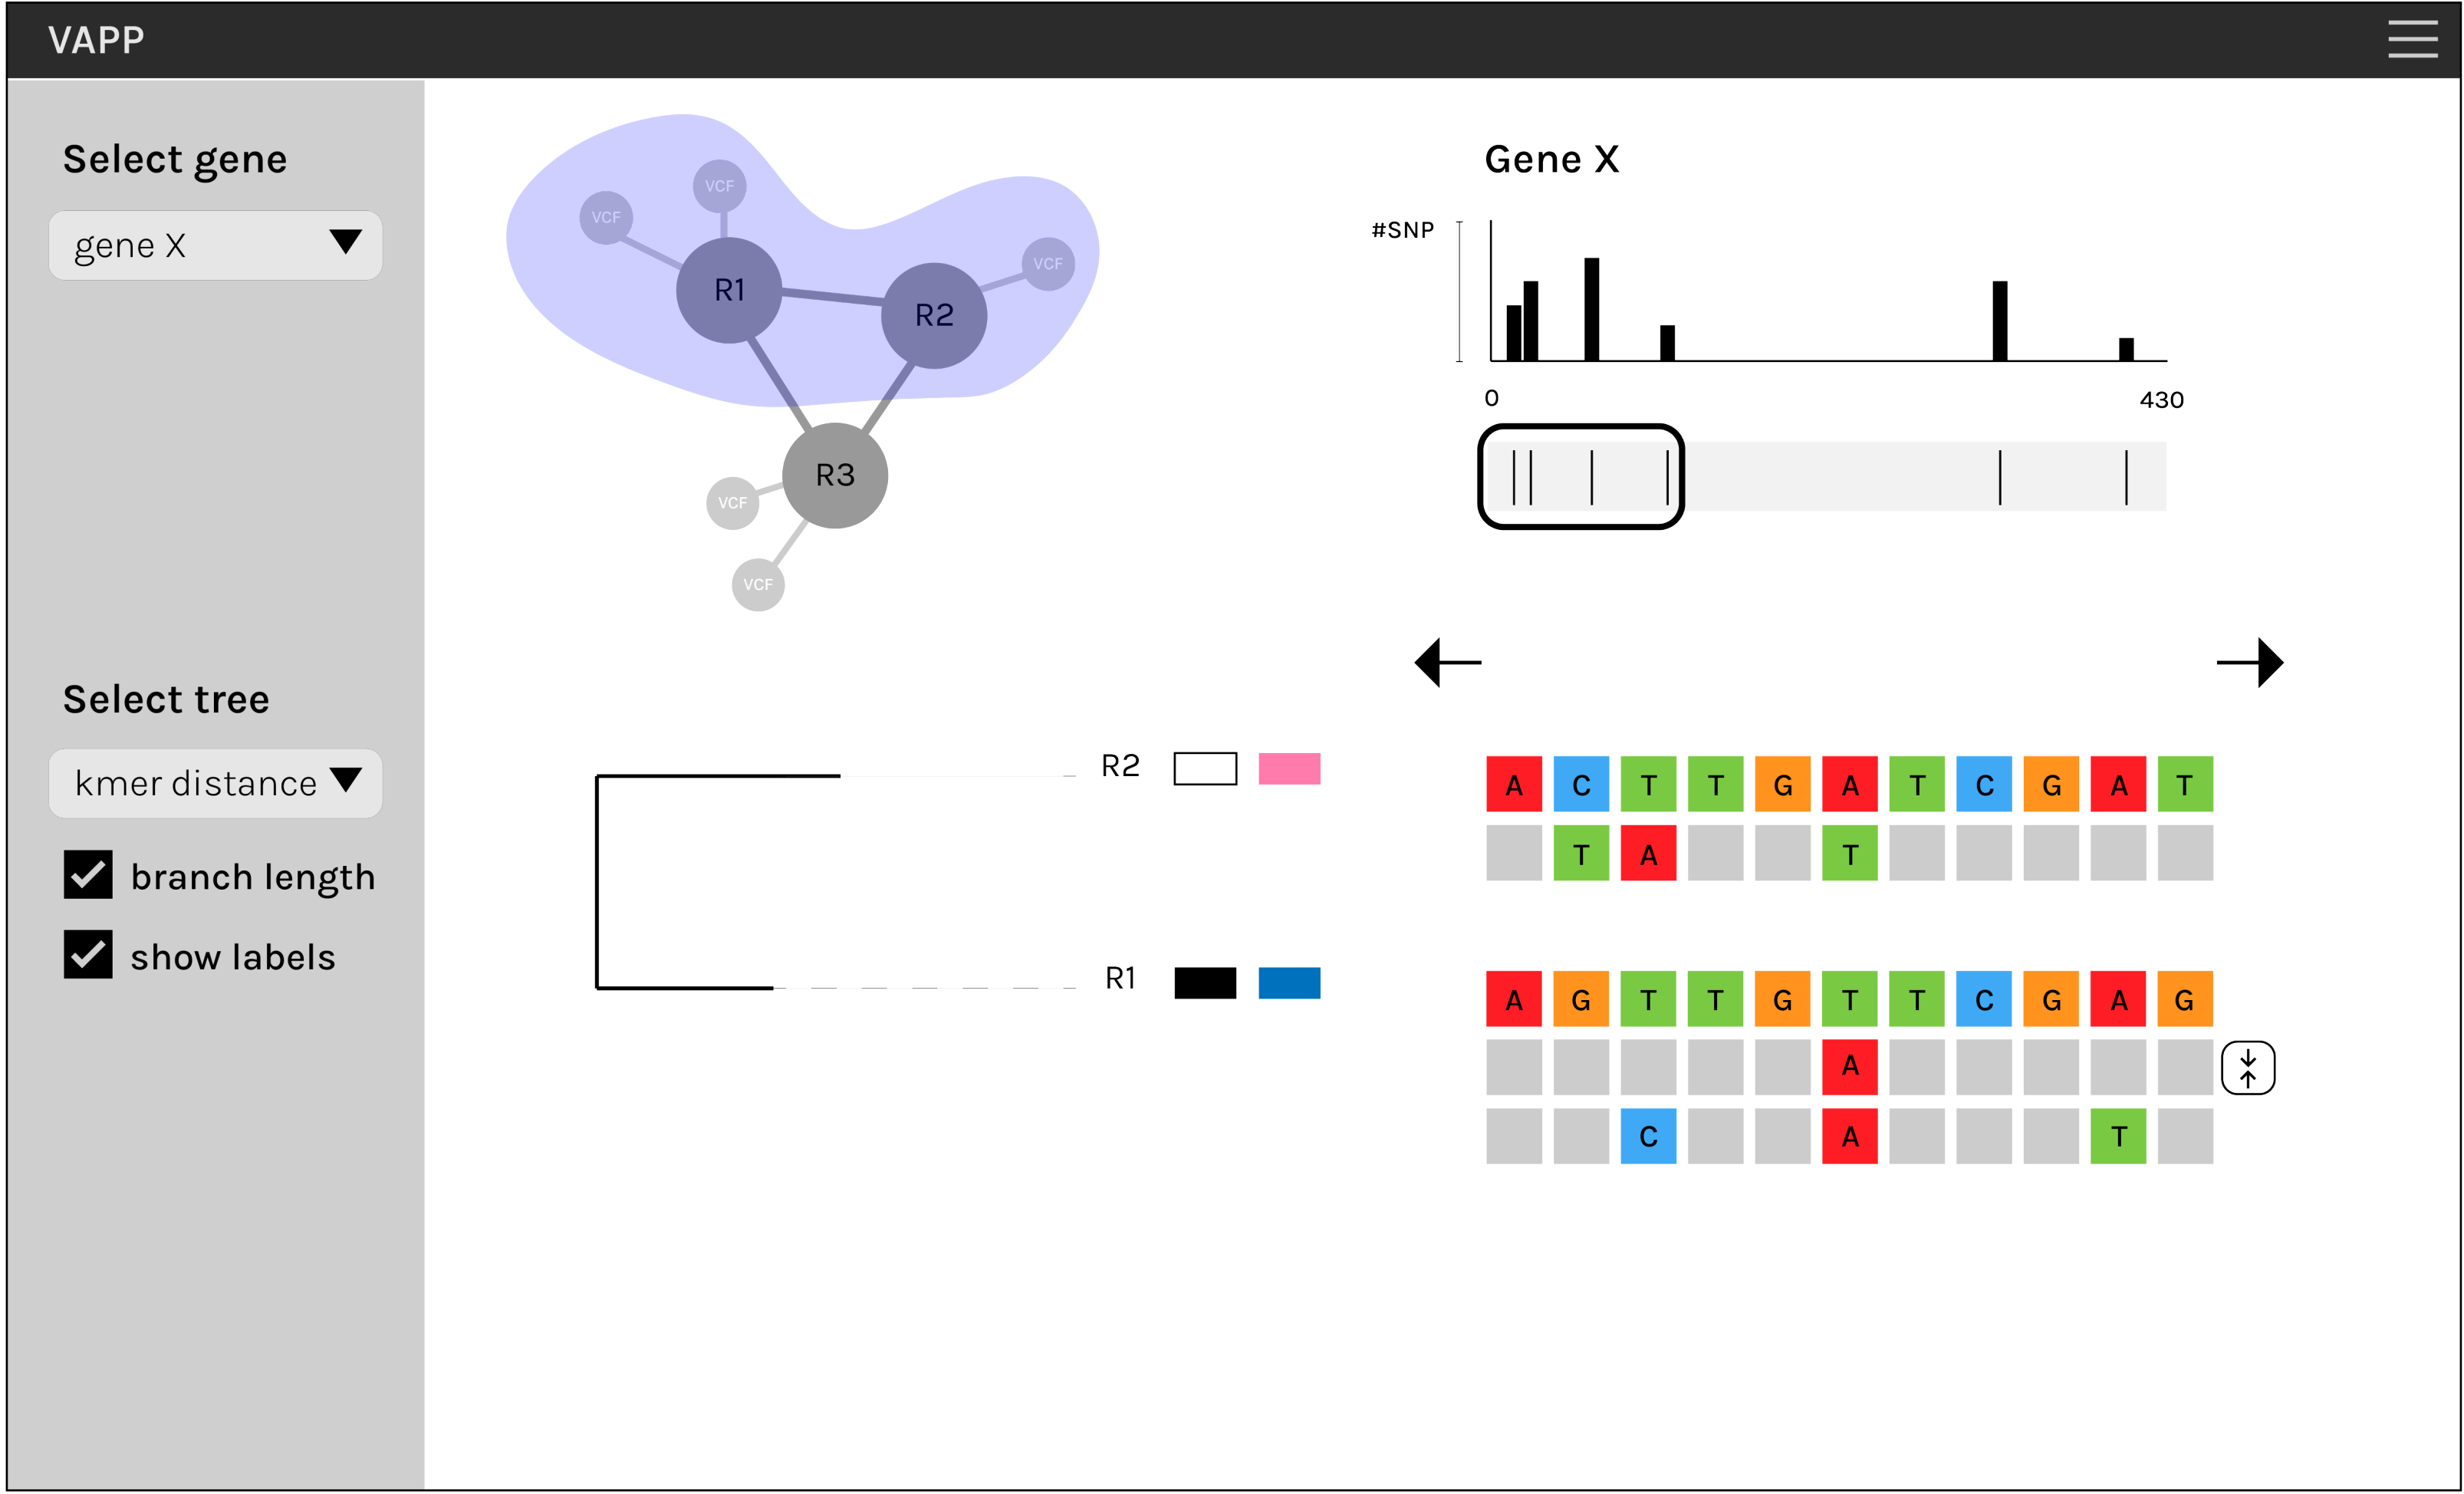 VAPP
Select gene
gene X
Select tree
kmer distance
branch length
show labels
VCF
VCF
R1
R2
VCF
R3
VCF
VCF
Gene X
#SNP
0
430
R2
R1
A C T T G A T C G A T
T A T
A G T T G T T C G A G
A
C A T